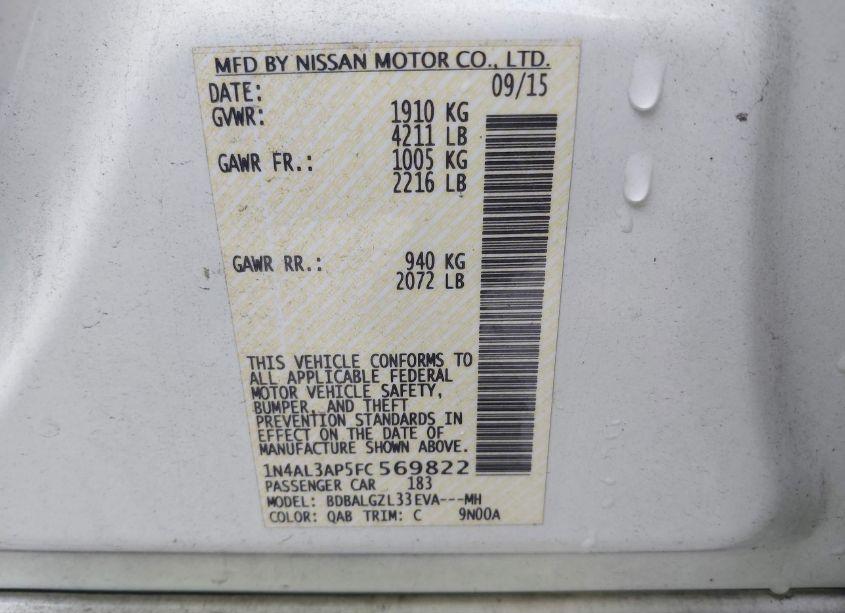 MFD BY NISSAN MOTOR CO., LTD.
DATE: 09/15
GVWR: 1910 KG
4211 LB
GAWR FR.: 1005 KG
2216 LB
GAWR RR.: 940 KG
2072 LB
THIS VEHICLE CONFORMS TO
ALL APPLICABLE FEDERAL
MOTOR VEHICLE SAFETY,
BUMPER, AND THEFT
PREVENTION STANDARDS IN
EFFECT ON THE DATE OF
MANUFACTURE SHOWN ABOVE.
1N4AL3AP5FC569822
PASSENGER CAR 183
MODEL: BDBALGZL33EVA---MH
COLOR: QAB TRIM: C 9N00A